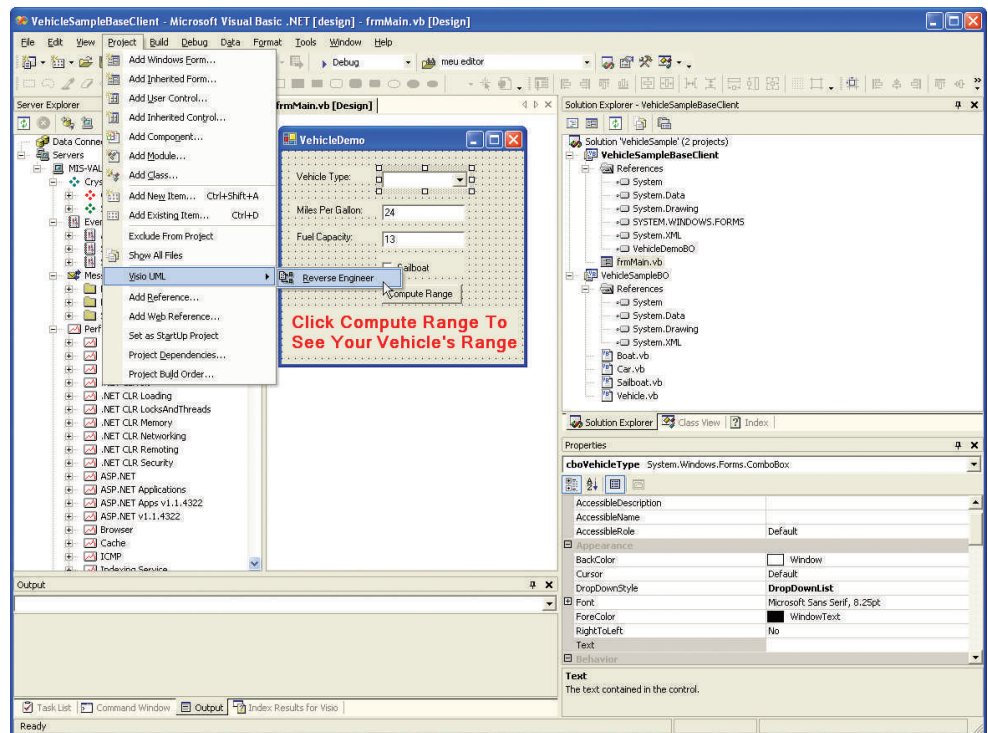 VehicleSampleBaseClient - Microsoft Visual Basic .NET [design] - frmMain.vb [Design]
File Edit View Project Build Debug Data Format Tools Window Help
Debug meu editor
Server Explorer
Data Conne
Servers
MIS-VAL
Crys
Even
Mess
Perf
.NET CLR Loading
.NET CLR LocksAndThreads
.NET CLR Memory
.NET CLR Networking
.NET CLR Remoting
.NET CLR Security
ASP.NET
ASP.NET Applications
ASP.NET Apps v1.1.4322
ASP.NET v1.1.4322
Browser
Cache
ICMP
Indexing Service
Add Windows Form...
Add Inherited Form...
Add User Control...
Add Inherited Control...
Add Component...
Add Module...
Add Class...
Add New Item... Ctrl+Shift+A
Add Existing Item... Ctrl+D
Exclude From Project
Show All Files
Visio UML
Reverse Engineer
Add Reference...
Add Web Reference...
Set as StartUp Project
Project Dependencies...
Project Build Order...
frmMain.vb [Design]
VehicleDemo
Vehicle Type:
Miles Per Gallon: 24
Fuel Capacity: 13
Sailboat
Compute Range
Click Compute Range To
See Your Vehicle's Range
Solution Explorer - VehicleSampleBaseClient
Solution 'VehicleSample' (2 projects)
VehicleSampleBaseClient
References
System
System.Data
System.Drawing
SYSTEM.WINDOWS.FORMS
System.XML
VehicleDemoBO
frmMain.vb
VehicleSampleBO
References
System
System.Data
System.Drawing
System.XML
Boat.vb
Car.vb
Sailboat.vb
Vehicle.vb
Solution Explorer Class View Index
Properties
cboVehicleType System.Windows.Forms.ComboBox
AccessibleDescription
AccessibleName
AccessibleRole Default
Appearance
BackColor Window
Cursor Default
DropDownStyle DropDownList
Font Microsoft Sans Serif, 8.25pt
ForeColor WindowText
RightToLeft No
Text
Behavior
Text
The text contained in the control.
Output
Task List Command Window Output Index Results for Visio
Ready